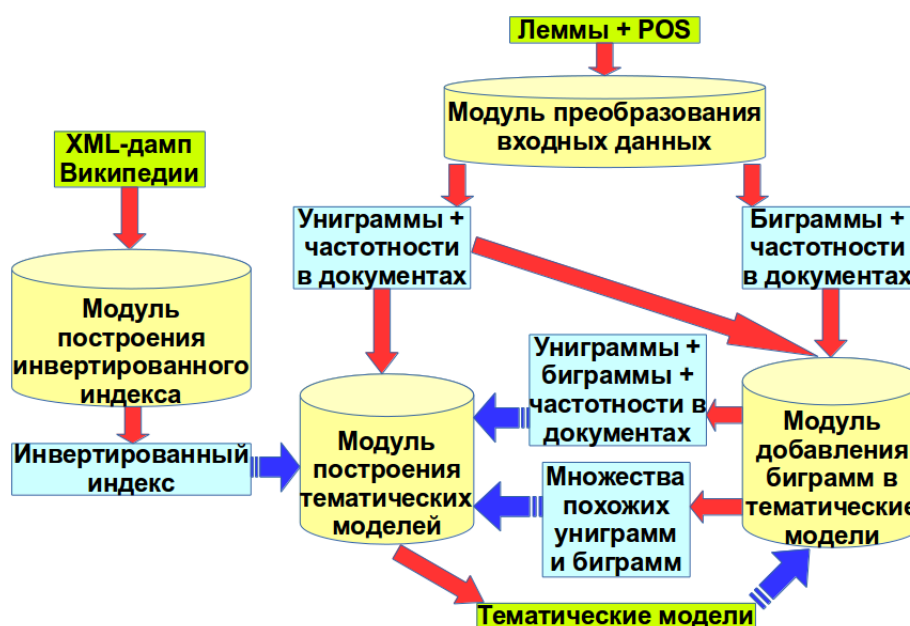 Леммы + POS
Модуль преобразования
входных данных
XML-дамп
Википедии
Униграммы +
частотности
в документах
Биграммы +
частотности
в документах
Модуль
построения
инвертированного
индекса
Униграммы +
биграммы +
частотности в
документах
Модуль
построения
тематических
моделей
Модуль
добавления
биграмм в
тематические
модели
Инвертированный
индекс
Множества
похожих
униграмм
и биграмм
Тематические модели